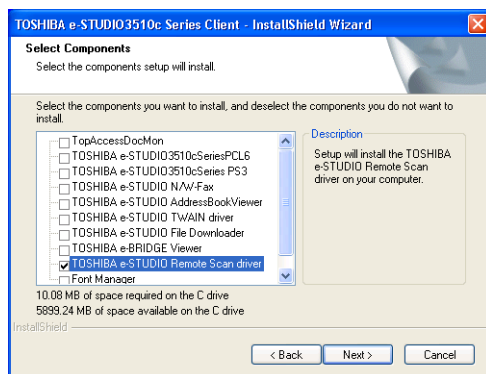 TOSHIBA e-STUDIO3510c Series Client - InstallShield Wizard
Select Components
Select the components setup will install.
Select the components you want to install, and deselect the components you do not want to
install.
TopAccessDocMon
TOSHIBA e-STUDIO3510cSeriesPCL6
TOSHIBA e-STUDIO3510cSeries PS3
TOSHIBA e-STUDIO N/W-Fax
TOSHIBA e-STUDIO AddressBookViewer
TOSHIBA e-STUDIO TWAIN driver
TOSHIBA e-STUDIO File Downloader
TOSHIBA e-BRIDGE Viewer
TOSHIBA e-STUDIO Remote Scan driver
Font Manager
Description
Setup will install the TOSHIBA
e-STUDIO Remote Scan
driver on your computer.
10.08 MB of space required on the C drive
5899.24 MB of space available on the C drive
InstallShield
< Back
Next >
Cancel